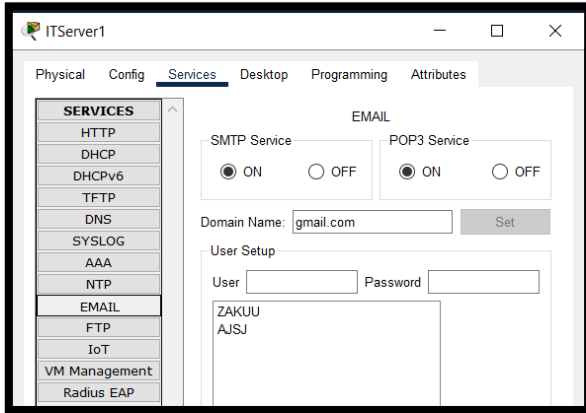 ITServer1
Physical Config Services Desktop Programming Attributes
SERVICES
HTTP
DHCP
DHCPv6
TFTP
DNS
SYSLOG
AAA
NTP
EMAIL
FTP
IoT
VM Management
Radius EAP
EMAIL
SMTP Service
ON OFF
POP3 Service
ON OFF
Domain Name: gmail.com Set
User Setup
User Password
ZAKUU
AJSJ